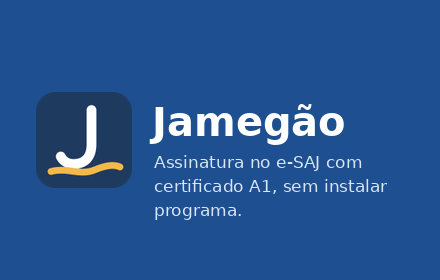 J
Jamegão
Assinatura no e-SAJ com
certificado A1, sem instalar
programa.